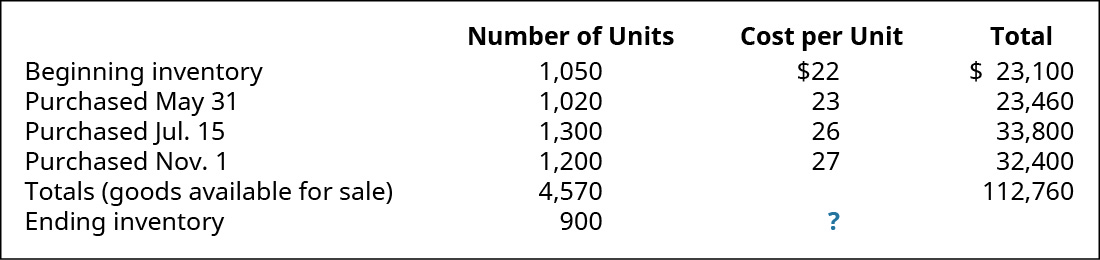 Number of Units Cost per Unit Total
Beginning inventory 1,050 $22 $ 23,100
Purchased May 31 1,020 23 23,460
Purchased Jul. 15 1,300 26 33,800
Purchased Nov. 1 1,200 27 32,400
Totals (goods available for sale) 4,570 112,760
Ending inventory 900 ?